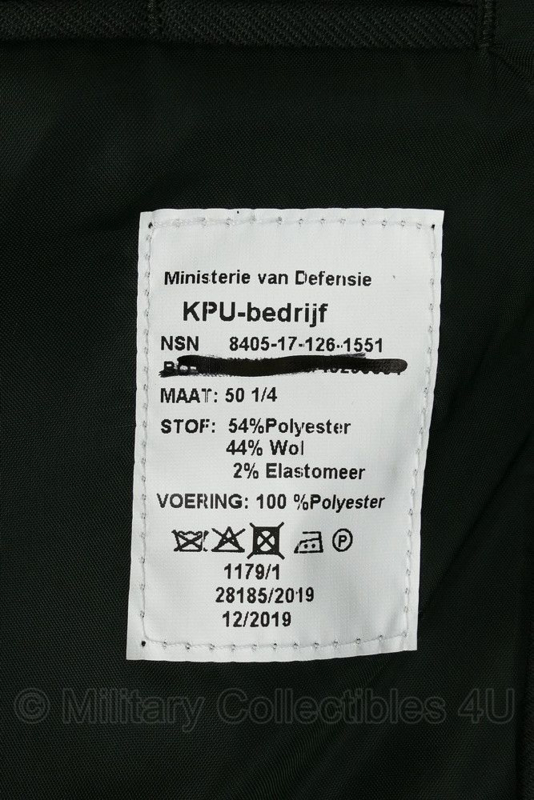 Ministerie van Defensie
KPU-bedrijf
NSN 8405-17-126-1551
MAAT: 50 1/4
STOF: 54%Polyester
44% Wol
2% Elastomeer
VOERING: 100 %Polyester
P
1179/1
28185/2019
12/2019
© Military Collectibles 4U